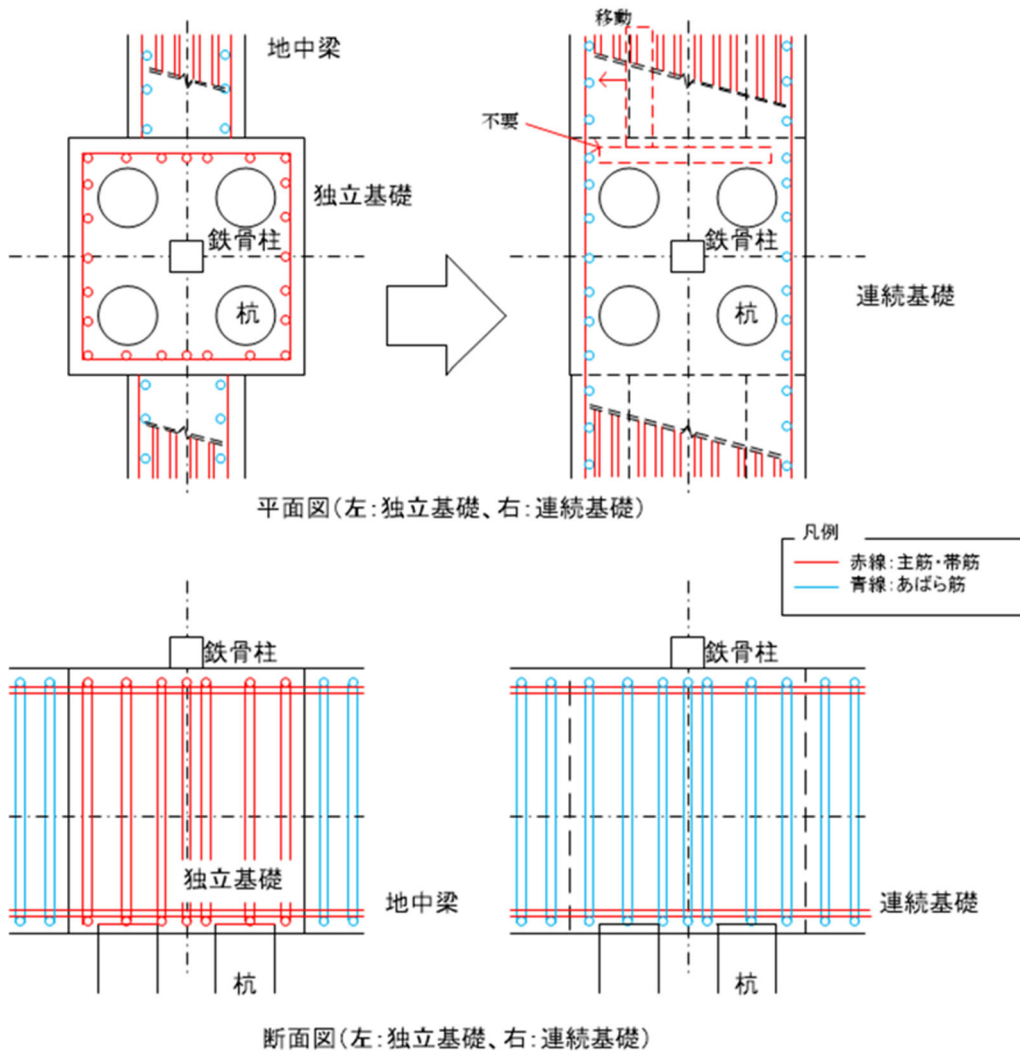 移動
地中梁
不要
独立基礎
鉄骨柱
鉄骨柱
連続基礎
杭
杭
平面図(左:独立基礎、右:連続基礎)
凡例
赤線:主筋・帯筋
青線:あばら筋
鉄骨柱
鉄骨柱
独立基礎
地中梁
連続基礎
杭
杭
断面図(左:独立基礎、右:連続基礎)